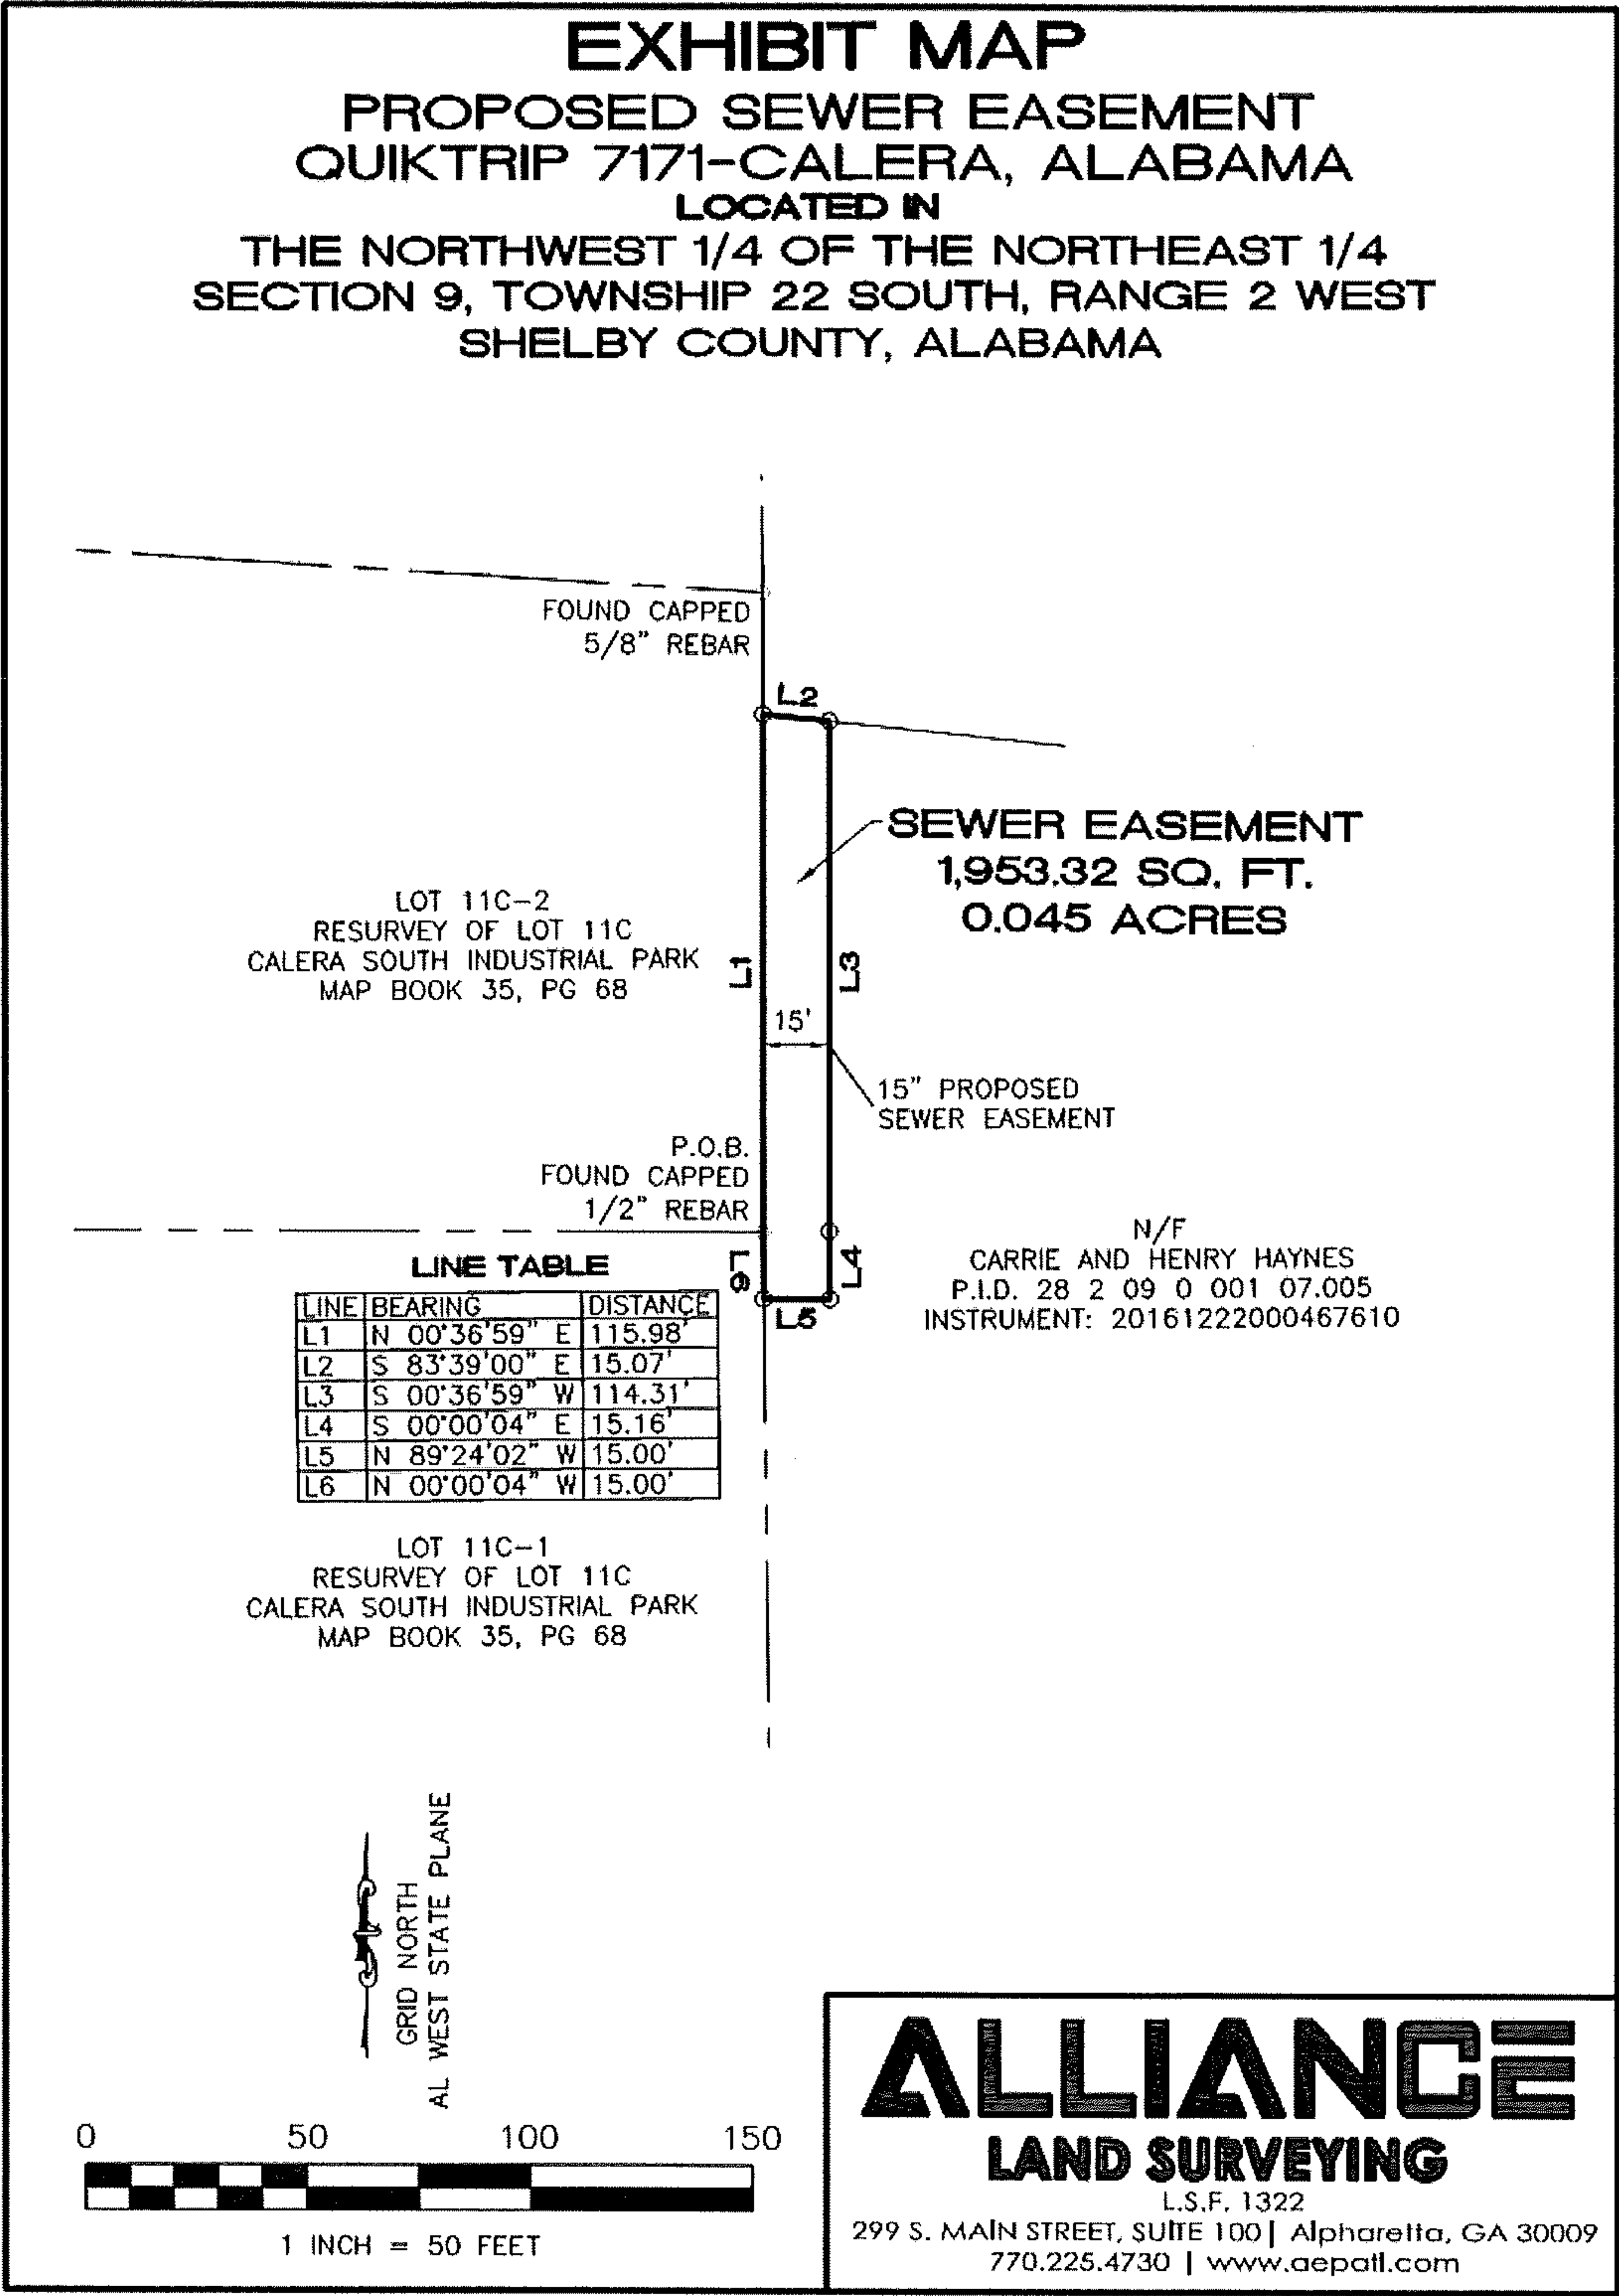 EXHIBIT MAP
PROPOSED SEWER EASEMENT
QUIKTRIP 7171-CALERA, ALABAMA
LOCATED IN
THE NORTHWEST 1/4 OF THE NORTHEAST 1/4
SECTION 9, TOWNSHIP 22 SOUTH, RANGE 2 WEST
SHELBY COUNTY, ALABAMA
FOUND CAPPED
5/8" REBAR
L2
SEWER EASEMENT
1,953.32 SQ. FT.
0.045 ACRES
LOT 11C-2
RESURVEY OF LOT 11C
CALERA SOUTH INDUSTRIAL PARK
MAP BOOK 35, PG 68
L1
L3
15'
15" PROPOSED
SEWER EASEMENT
P.O.B.
FOUND CAPPED
1/2" REBAR
L6
L4
L5
N/F
CARRIE AND HENRY HAYNES
P.I.D. 28 2 09 0 001 07.005
INSTRUMENT: 20161222000467610
LINE TABLE
LINE BEARING DISTANCE
L1 N 00°36'59" E 115.98'
L2 S 83°39'00" E 15.07'
L3 S 00°36'59" W 114.31'
L4 S 00°00'04" E 15.16'
L5 N 89°24'02" W 15.00'
L6 N 00°00'04" W 15.00'
LOT 11C-1
RESURVEY OF LOT 11C
CALERA SOUTH INDUSTRIAL PARK
MAP BOOK 35, PG 68
GRID NORTH
AL WEST STATE PLANE
0 50 100 150
1 INCH = 50 FEET
ALLIANCE
LAND SURVEYING
L.S.F. 1322
299 S. MAIN STREET, SUITE 100 | Alpharetta, GA 30009
770.225.4730 | www.aepatl.com